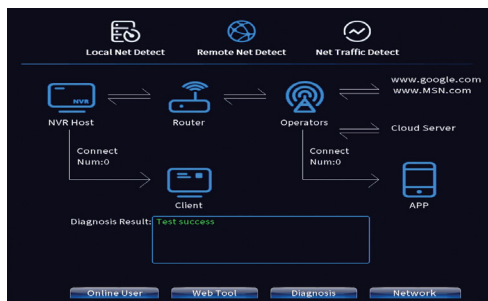 Local Net Detect
Remote Net Detect
Net Traffic Detect
www.google.com
www.MSN.com
NVR
NVR Host
Router
Operators
Cloud Server
Connect
Num:0
Connect
Num:0
Client
APP
Diagnosis Result:
Test success
Online User
Web Tool
Diagnosis
Network